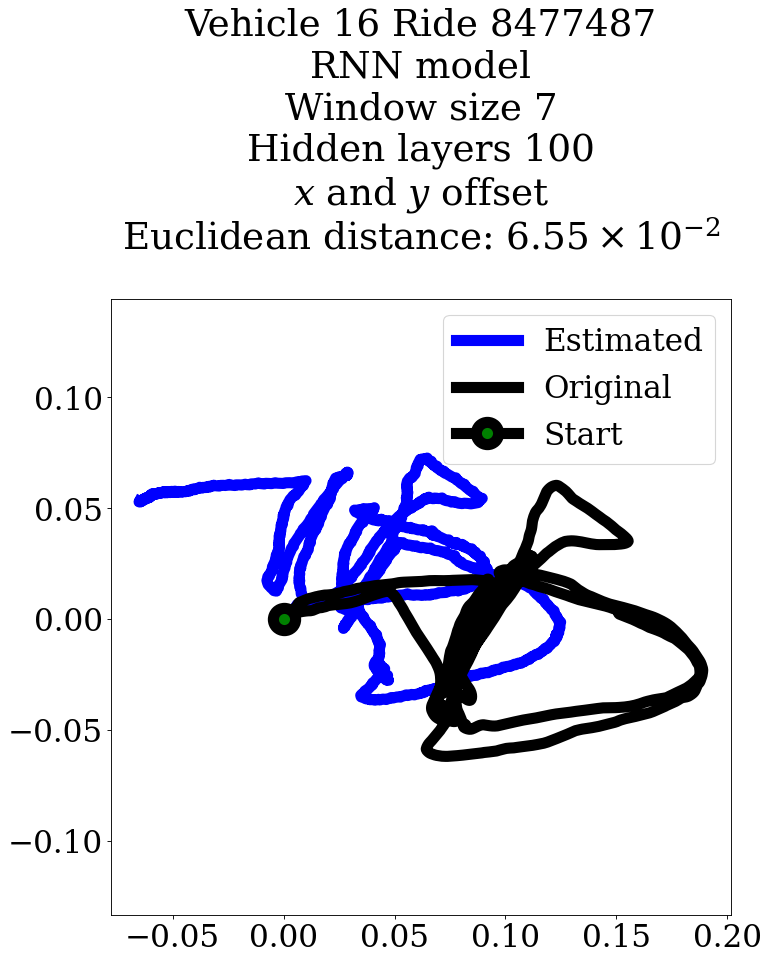 Vehicle 16 Ride 8477487
RNN model
Window size 7
Hidden layers 100
x and y offset
Euclidean distance: 6.55 × 10⁻²
Estimated
Original
Start
0.10
0.05
0.00
−0.05
−0.10
−0.05 0.00 0.05 0.10 0.15 0.20